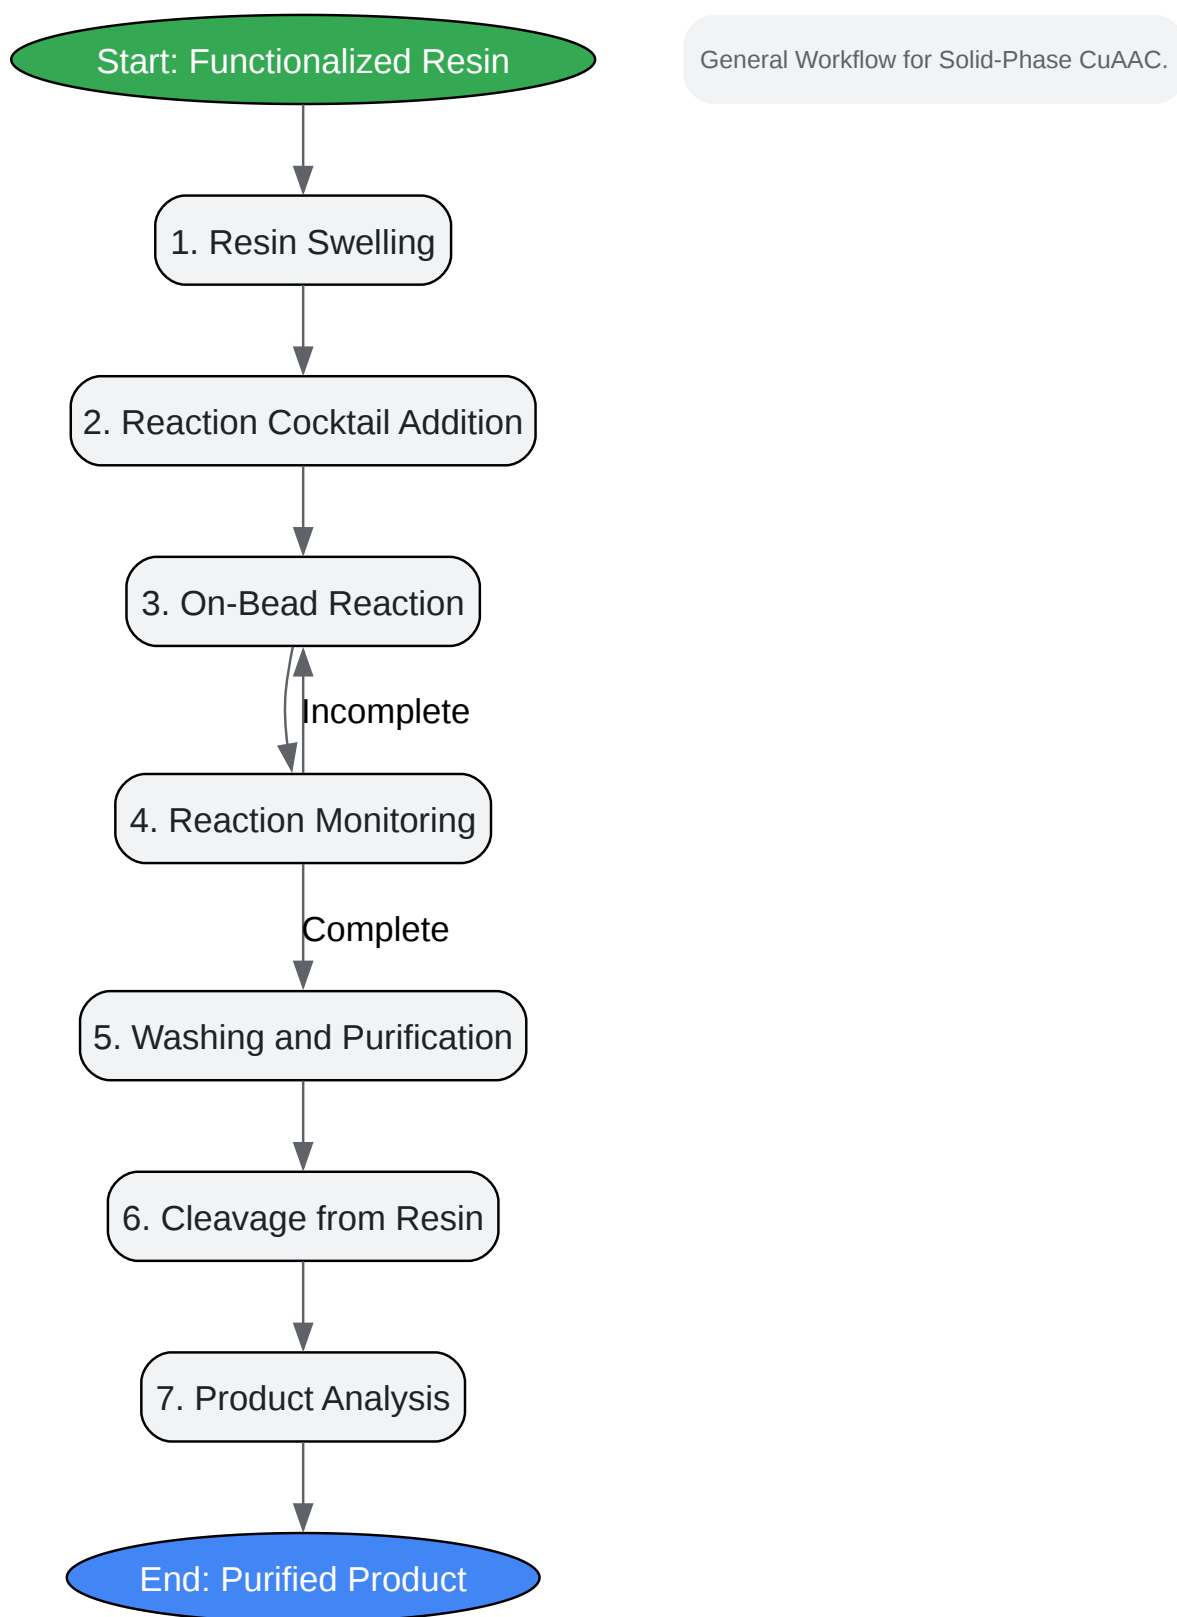 Start: Functionalized Resin
General Workflow for Solid-Phase CuAAC.
1. Resin Swelling
2. Reaction Cocktail Addition
3. On-Bead Reaction
Incomplete
4. Reaction Monitoring
Complete
5. Washing and Purification
6. Cleavage from Resin
7. Product Analysis
End: Purified Product